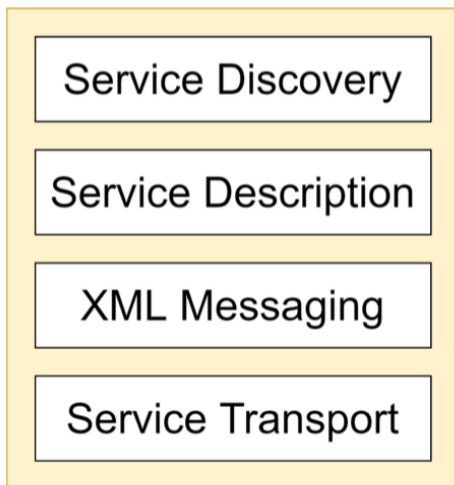 Service Discovery
Service Description
XML Messaging
Service Transport